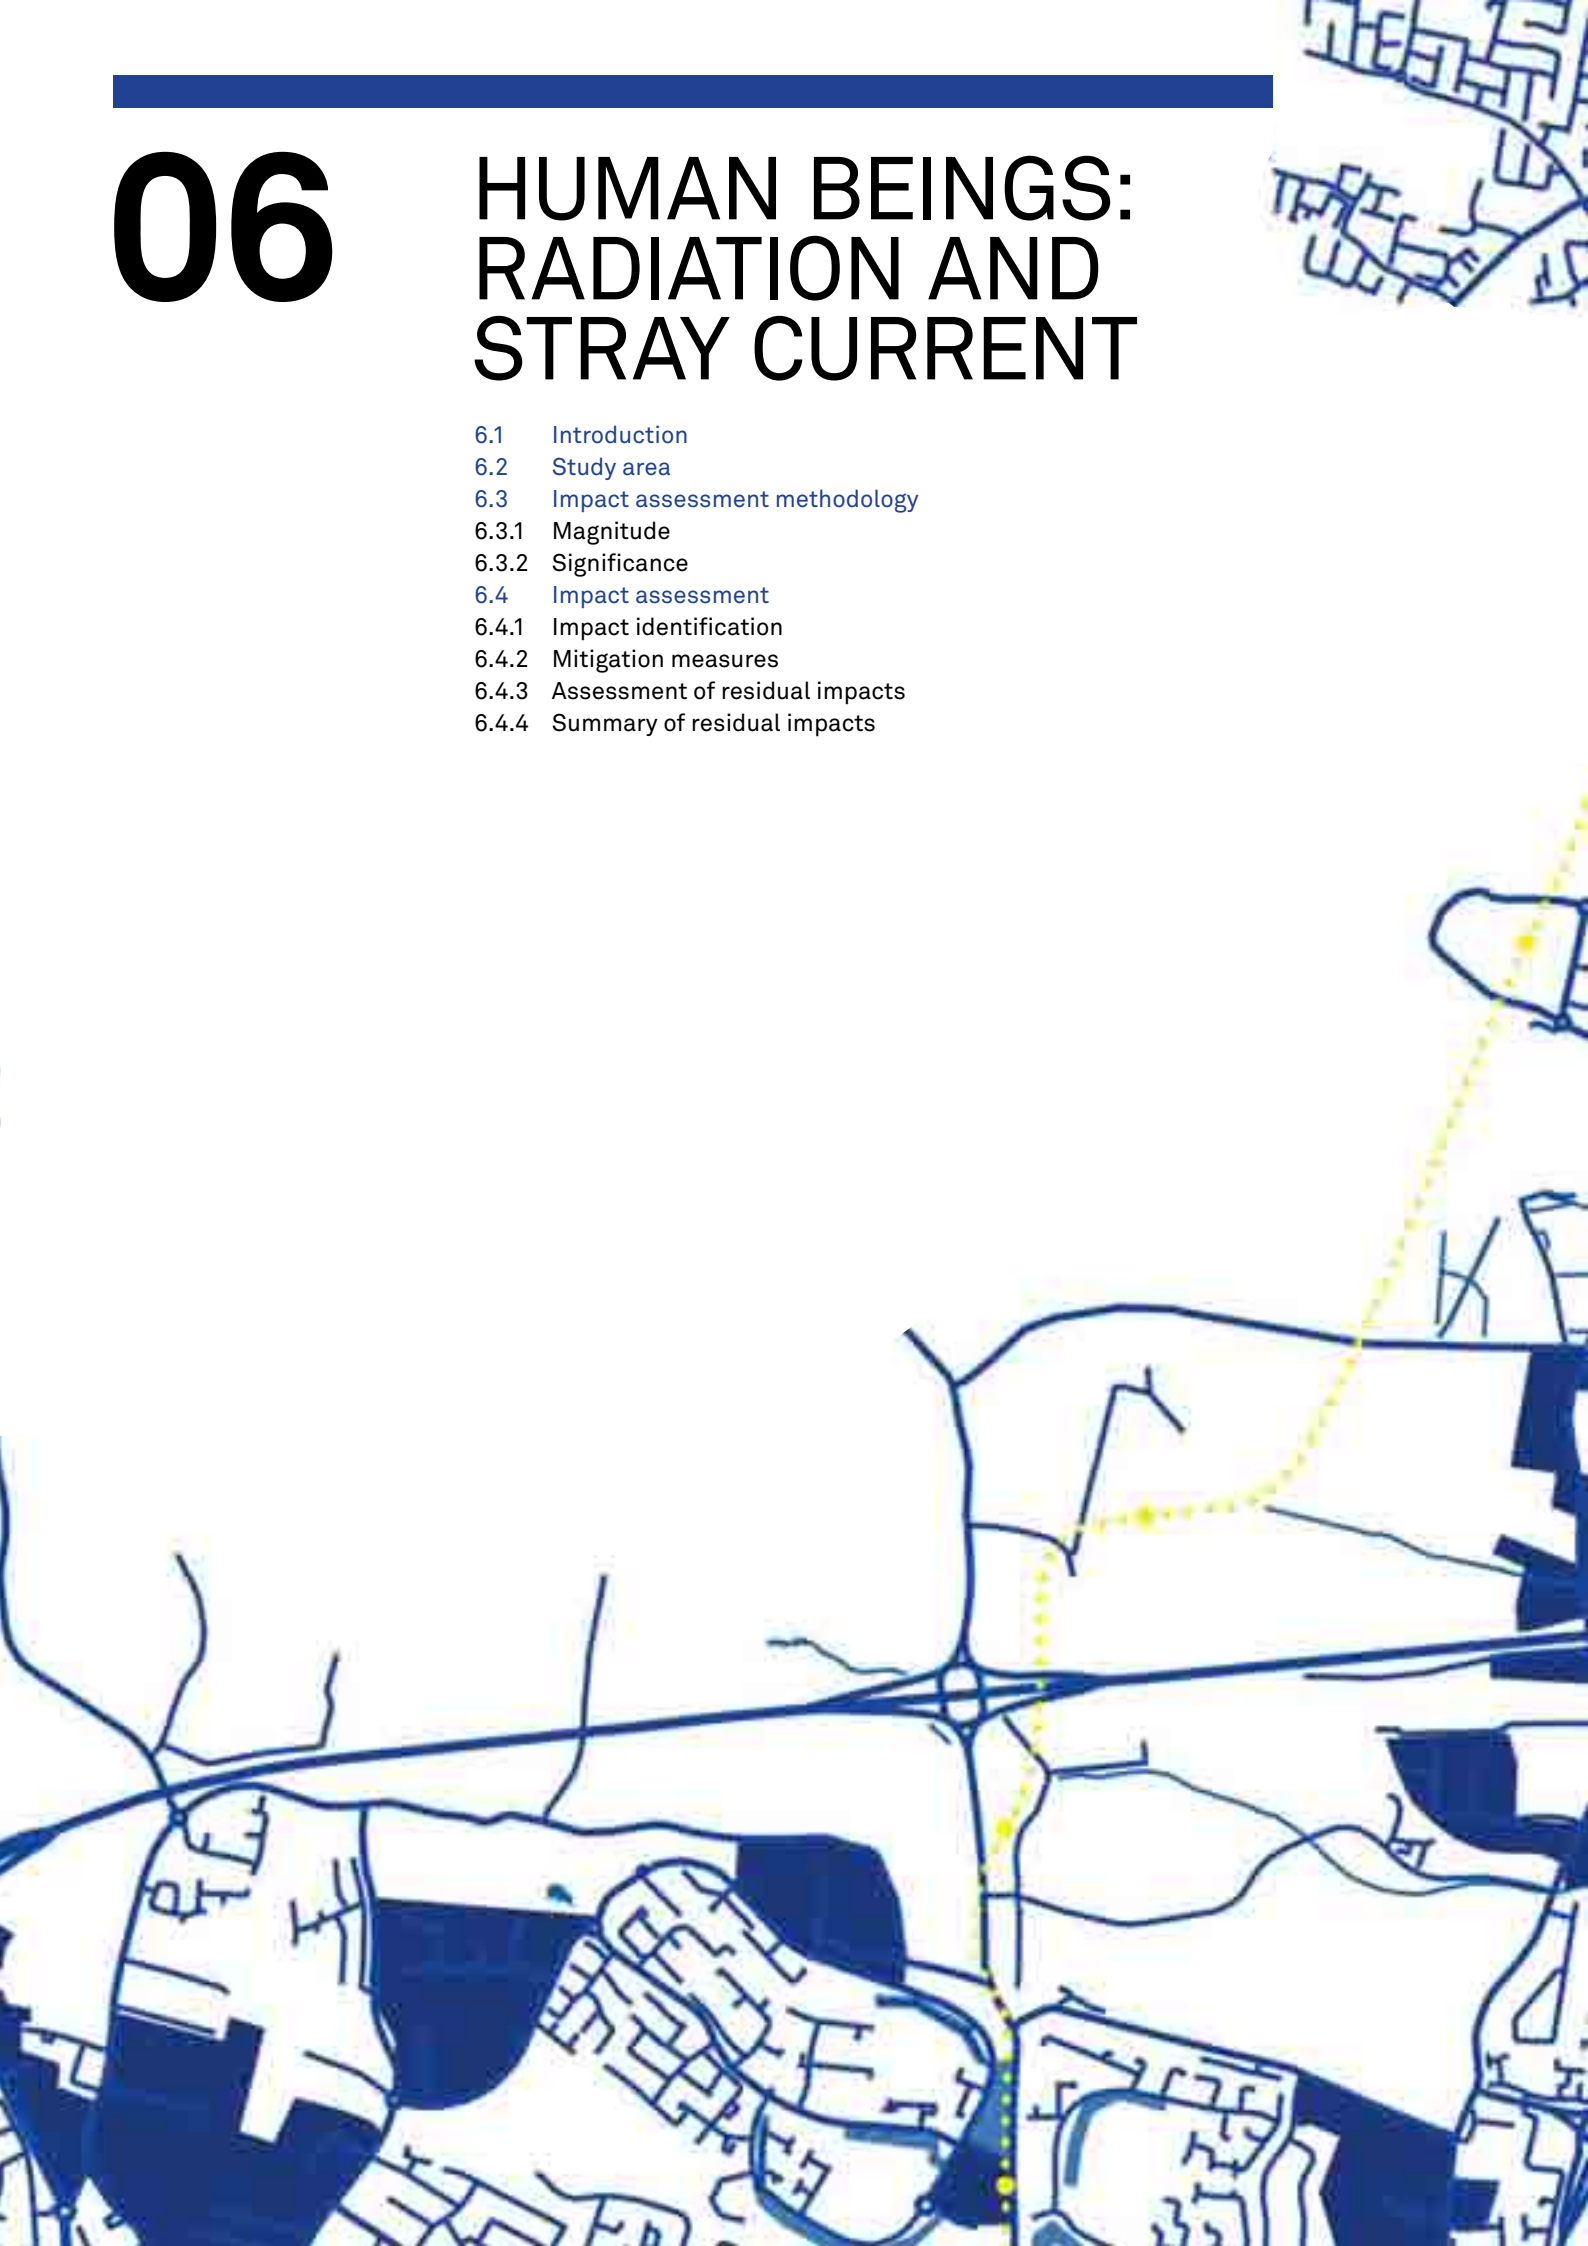 06
HUMAN BEINGS:
RADIATION AND
STRAY CURRENT
6.1 Introduction
6.2 Study area
6.3 Impact assessment methodology
6.3.1 Magnitude
6.3.2 Significance
6.4 Impact assessment
6.4.1 Impact identification
6.4.2 Mitigation measures
6.4.3 Assessment of residual impacts
6.4.4 Summary of residual impacts